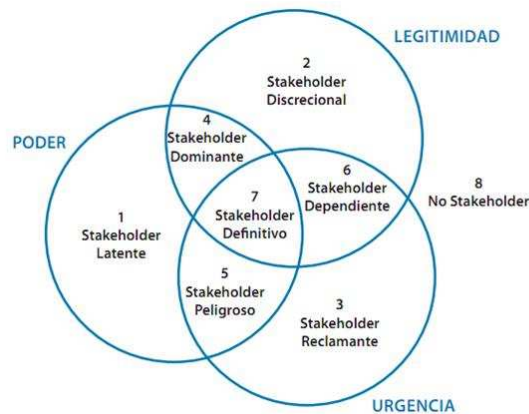 LEGITIMIDAD
2
Stakeholder
Discrecional
PODER
4
Stakeholder
Dominante
6
Stakeholder
Dependiente
8
No Stakeholder
7
Stakeholder
Definitivo
1
Stakeholder
Latente
5
Stakeholder
Peligroso
3
Stakeholder
Reclamante
URGENCIA